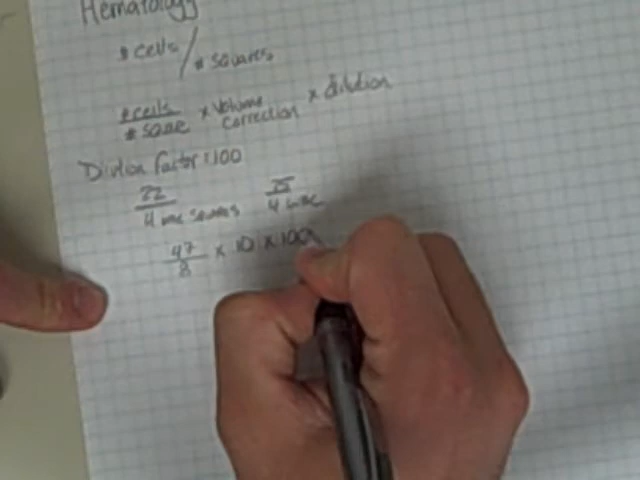 Hematology
# cells / # squares
# cells / # square × volume correction × dilution
Dilution factor: 100
22 / 4 wbc squares 25 / 4 wbc
47 / 8 × 10 × 100